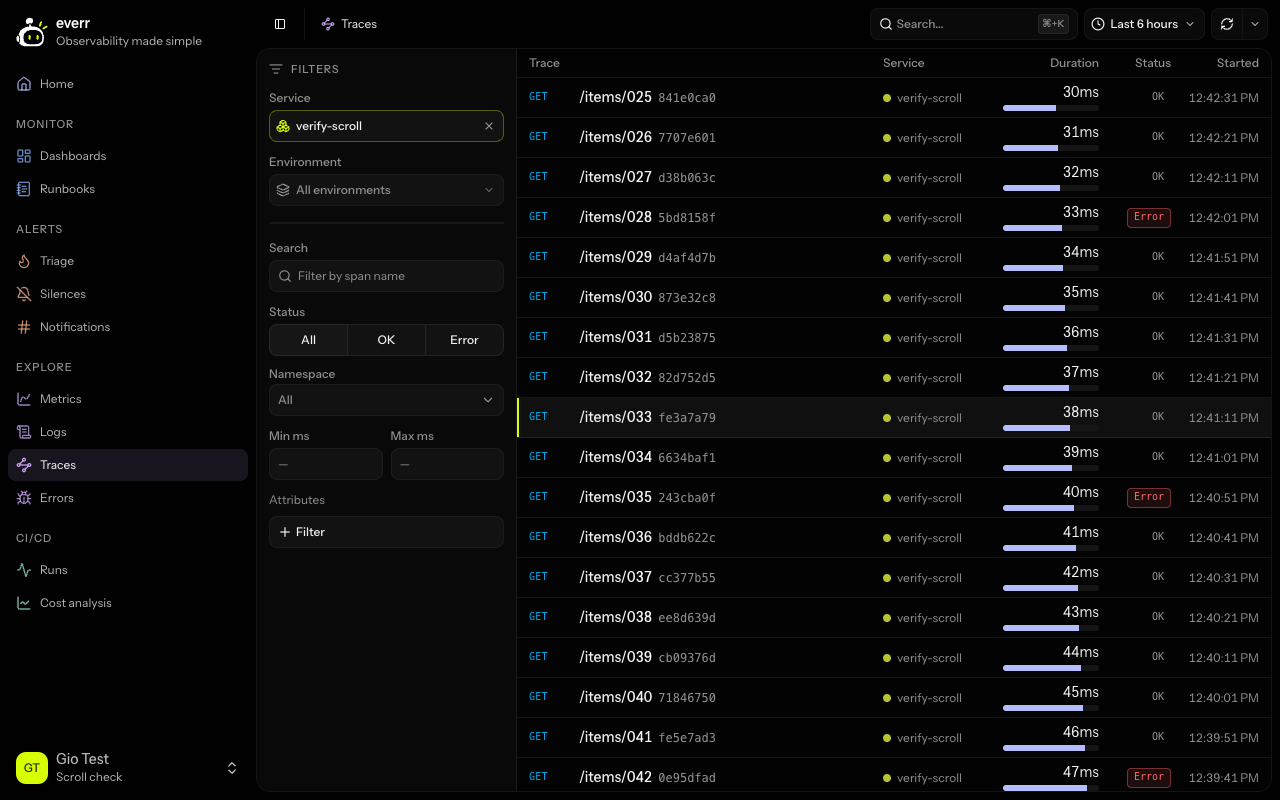 everr
Observability made simple
Home
MONITOR
Dashboards
Runbooks
ALERTS
Triage
Silences
Notifications
EXPLORE
Metrics
Logs
Traces
Errors
CI/CD
Runs
Cost analysis
GT
Gio Test
Scroll check
Traces
Search... ⌘+K
Last 6 hours
FILTERS
Service
verify-scroll
Environment
All environments
Search
Filter by span name
Status
All OK Error
Namespace
All
Min ms Max ms
— —
Attributes
+ Filter
Trace Service Duration Status Started
GET /items/025 841e0ca0 verify-scroll 30ms OK 12:42:31 PM
GET /items/026 7707e601 verify-scroll 31ms OK 12:42:21 PM
GET /items/027 d38b063c verify-scroll 32ms OK 12:42:11 PM
GET /items/028 5bd8158f verify-scroll 33ms Error 12:42:01 PM
GET /items/029 d4af4d7b verify-scroll 34ms OK 12:41:51 PM
GET /items/030 873e32c8 verify-scroll 35ms OK 12:41:41 PM
GET /items/031 d5b23875 verify-scroll 36ms OK 12:41:31 PM
GET /items/032 82d752d5 verify-scroll 37ms OK 12:41:21 PM
GET /items/033 fe3a7a79 verify-scroll 38ms OK 12:41:11 PM
GET /items/034 6634baf1 verify-scroll 39ms OK 12:41:01 PM
GET /items/035 243cba0f verify-scroll 40ms Error 12:40:51 PM
GET /items/036 bddb622c verify-scroll 41ms OK 12:40:41 PM
GET /items/037 cc377b55 verify-scroll 42ms OK 12:40:31 PM
GET /items/038 ee8d639d verify-scroll 43ms OK 12:40:21 PM
GET /items/039 cb09376d verify-scroll 44ms OK 12:40:11 PM
GET /items/040 71846750 verify-scroll 45ms OK 12:40:01 PM
GET /items/041 fe5e7ad3 verify-scroll 46ms OK 12:39:51 PM
GET /items/042 0e95dfad verify-scroll 47ms Error 12:39:41 PM